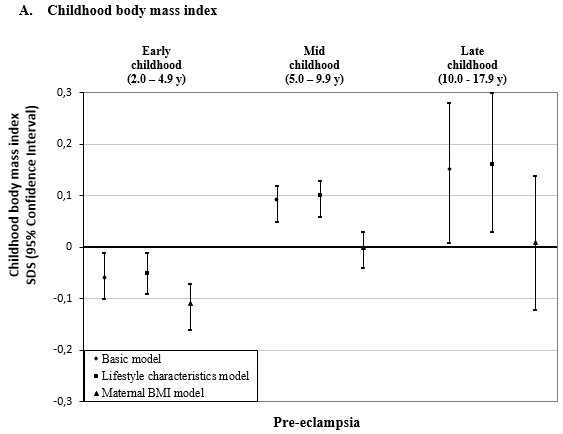 A. Childhood body mass index
Early
childhood
(2.0 – 4.9 y)
Mid
childhood
(5.0 – 9.9 y)
Late
childhood
(10.0 - 17.9 y)
Childhood body mass index
SDS (95% Confidence Interval)
0,3
0,2
0,1
0
-0,1
-0,2
-0,3
Basic model
Lifestyle characteristics model
Maternal BMI model
Pre-eclampsia